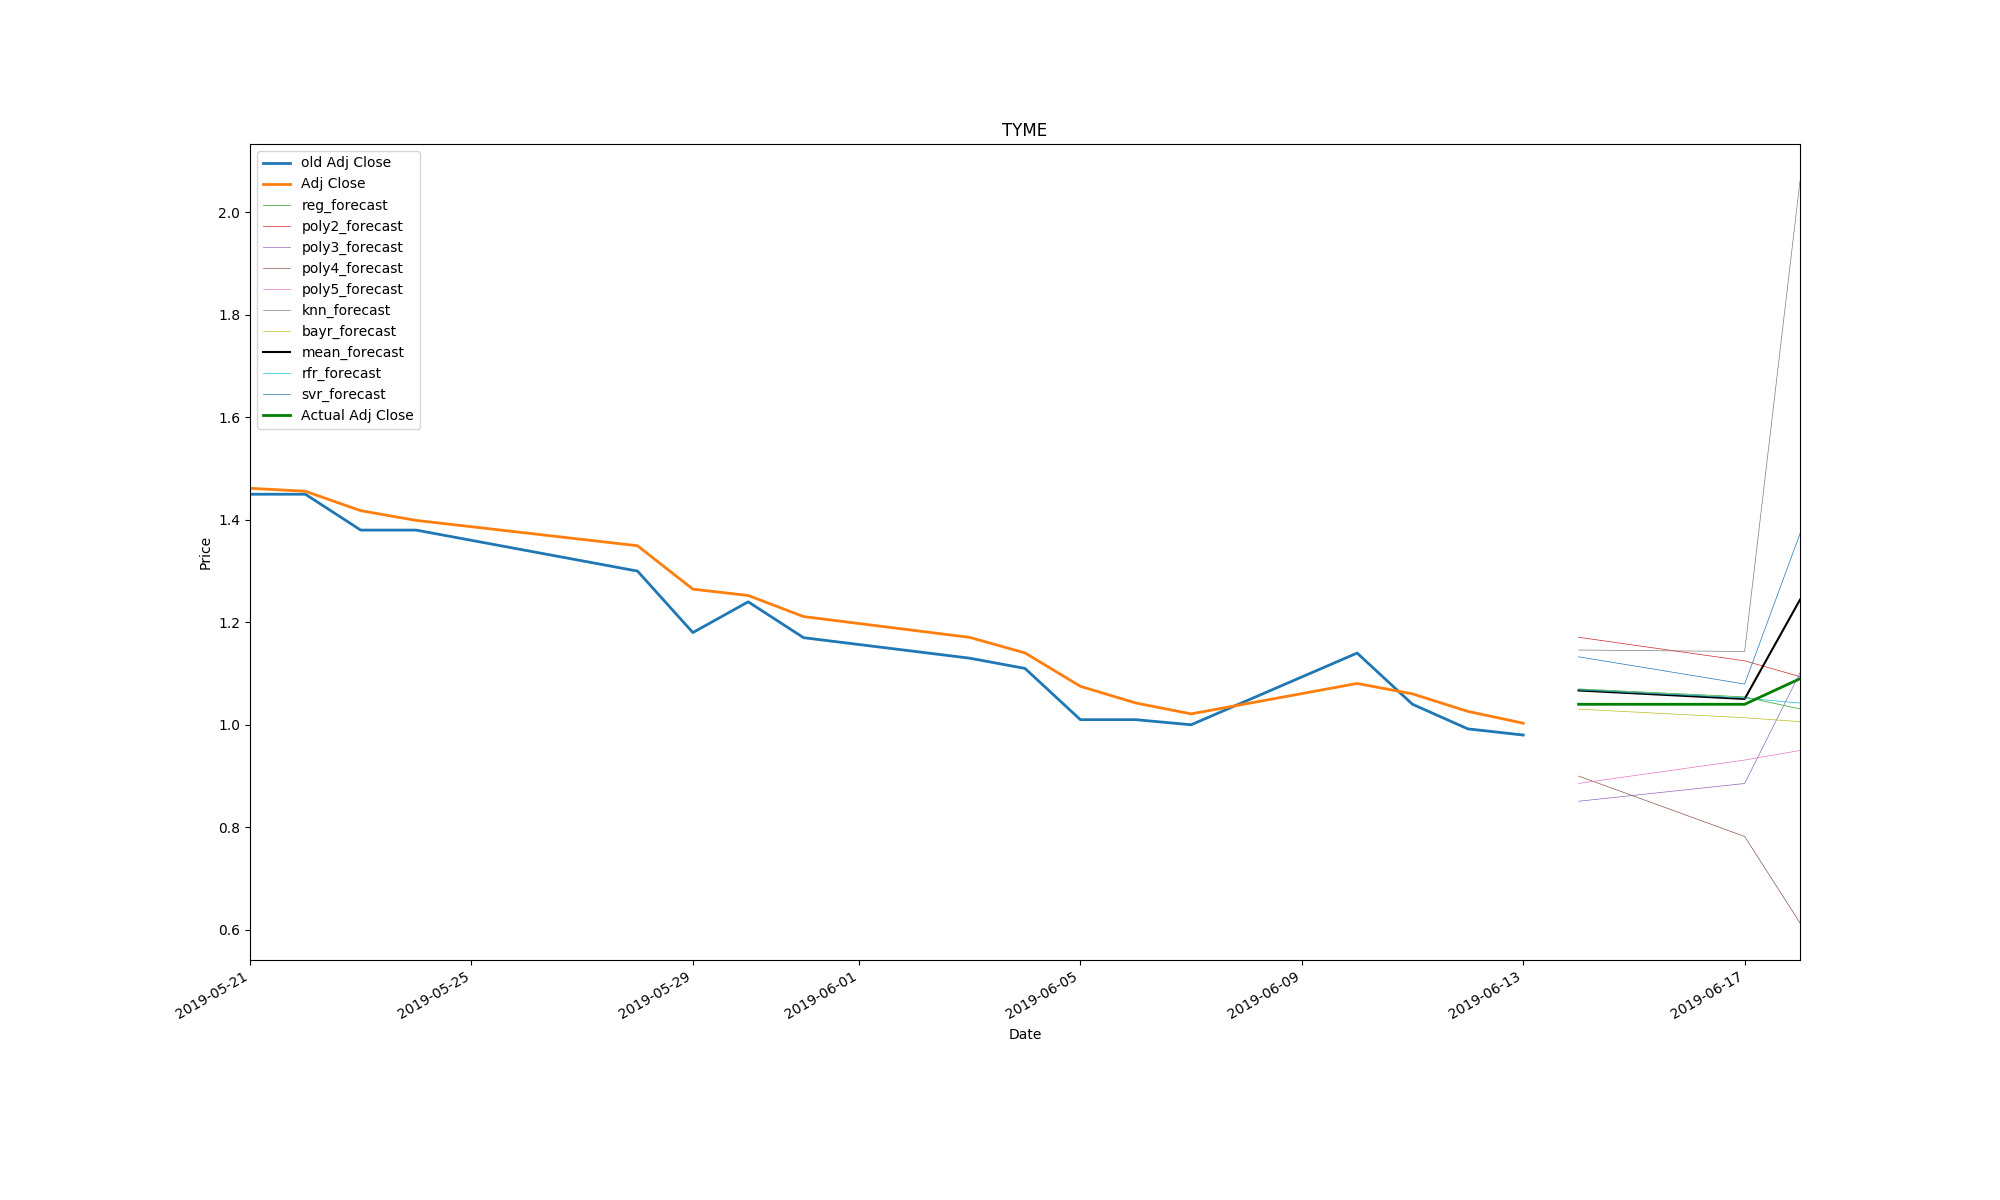 TYME
old Adj Close
Adj Close
reg_forecast
poly2_forecast
poly3_forecast
poly4_forecast
poly5_forecast
knn_forecast
bayr_forecast
mean_forecast
rfr_forecast
svr_forecast
Actual Adj Close
2.0
1.8
1.6
1.4
1.2
1.0
0.8
0.6
Price
2019-05-21
2019-05-25
2019-05-29
2019-06-01
2019-06-05
2019-06-09
2019-06-13
2019-06-17
Date